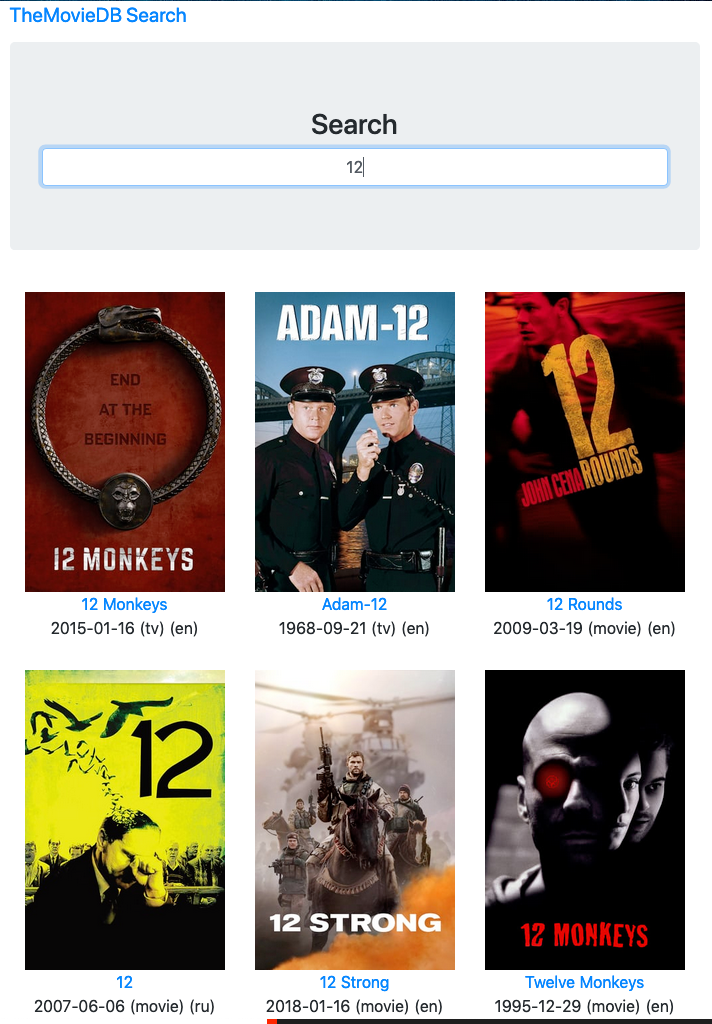 TheMovieDB Search
Search
12
END
AT THE
BEGINNING
12 MONKEYS
ADAM-12
12
JOHN CENA ROUNDS
12 Monkeys
2015-01-16 (tv) (en)
Adam-12
1968-09-21 (tv) (en)
12 Rounds
2009-03-19 (movie) (en)
12
12 STRONG
12 MONKEYS
12
2007-06-06 (movie) (ru)
12 Strong
2018-01-16 (movie) (en)
Twelve Monkeys
1995-12-29 (movie) (en)